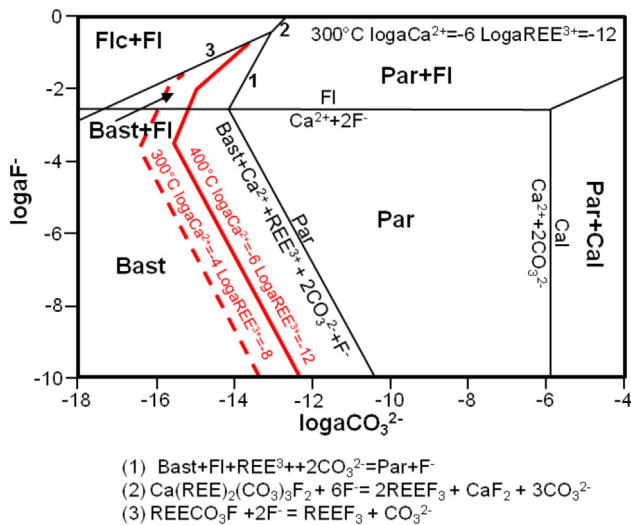 300°C logaCa²⁺=-6 LogaREE³⁺=-12
Flc+Fl
2
3
1
Par+Fl
Fl
Ca²⁺+2F⁻
Bast+Fl
Bast+Ca²⁺+REE³⁺+2CO₃²⁻
Par+F⁻
400°C logaCa²⁺=-6 LogaREE³⁺=-12
300°C logaCa²⁺=-4 LogaREE³⁺=-8
Bast
Par
Cal
Ca²⁺+2CO₃²⁻
Par+Cal
logaF⁻
0
-2
-4
-6
-8
-10
-18
-16
-14
-12
-10
-8
-6
-4
logaCO₃²⁻
(1) Bast+Fl+REE³++2CO₃²⁻=Par+F⁻
(2) Ca(REE)₂(CO₃)₃F₂ + 6F⁻= 2REEF₃ + CaF₂ + 3CO₃²⁻
(3) REECO₃F +2F⁻= REEF₃ + CO₃²⁻